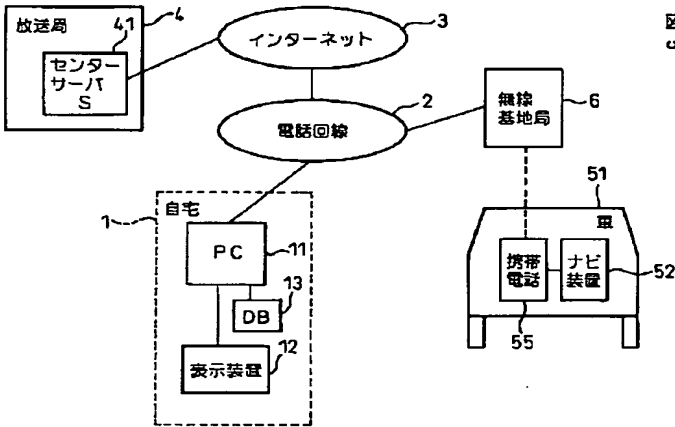 放送局
4
41
センター
サーバ
S
インターネット
3
電話回線
2
無線
基地局
6
1
自宅
PC
11
DB
13
表示装置
12
51
車
携帯
電話
ナビ
装置
52
55
図